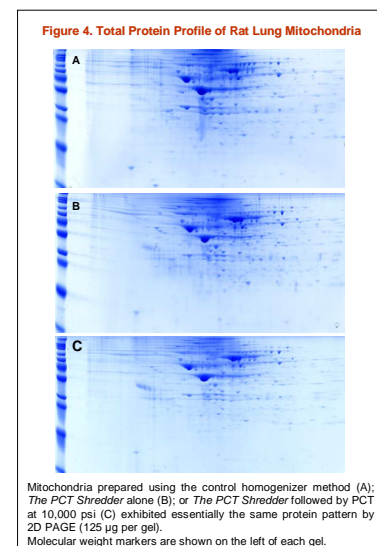 Figure 4. Total Protein Profile of Rat Lung Mitochondria
A
B
C
Mitochondria prepared using the control homogenizer method (A);
The PCT Shredder alone (B); or The PCT Shredder followed by PCT
at 10,000 psi (C) exhibited essentially the same protein pattern by
2D PAGE (125 µg per gel).
Molecular weight markers are shown on the left of each gel.